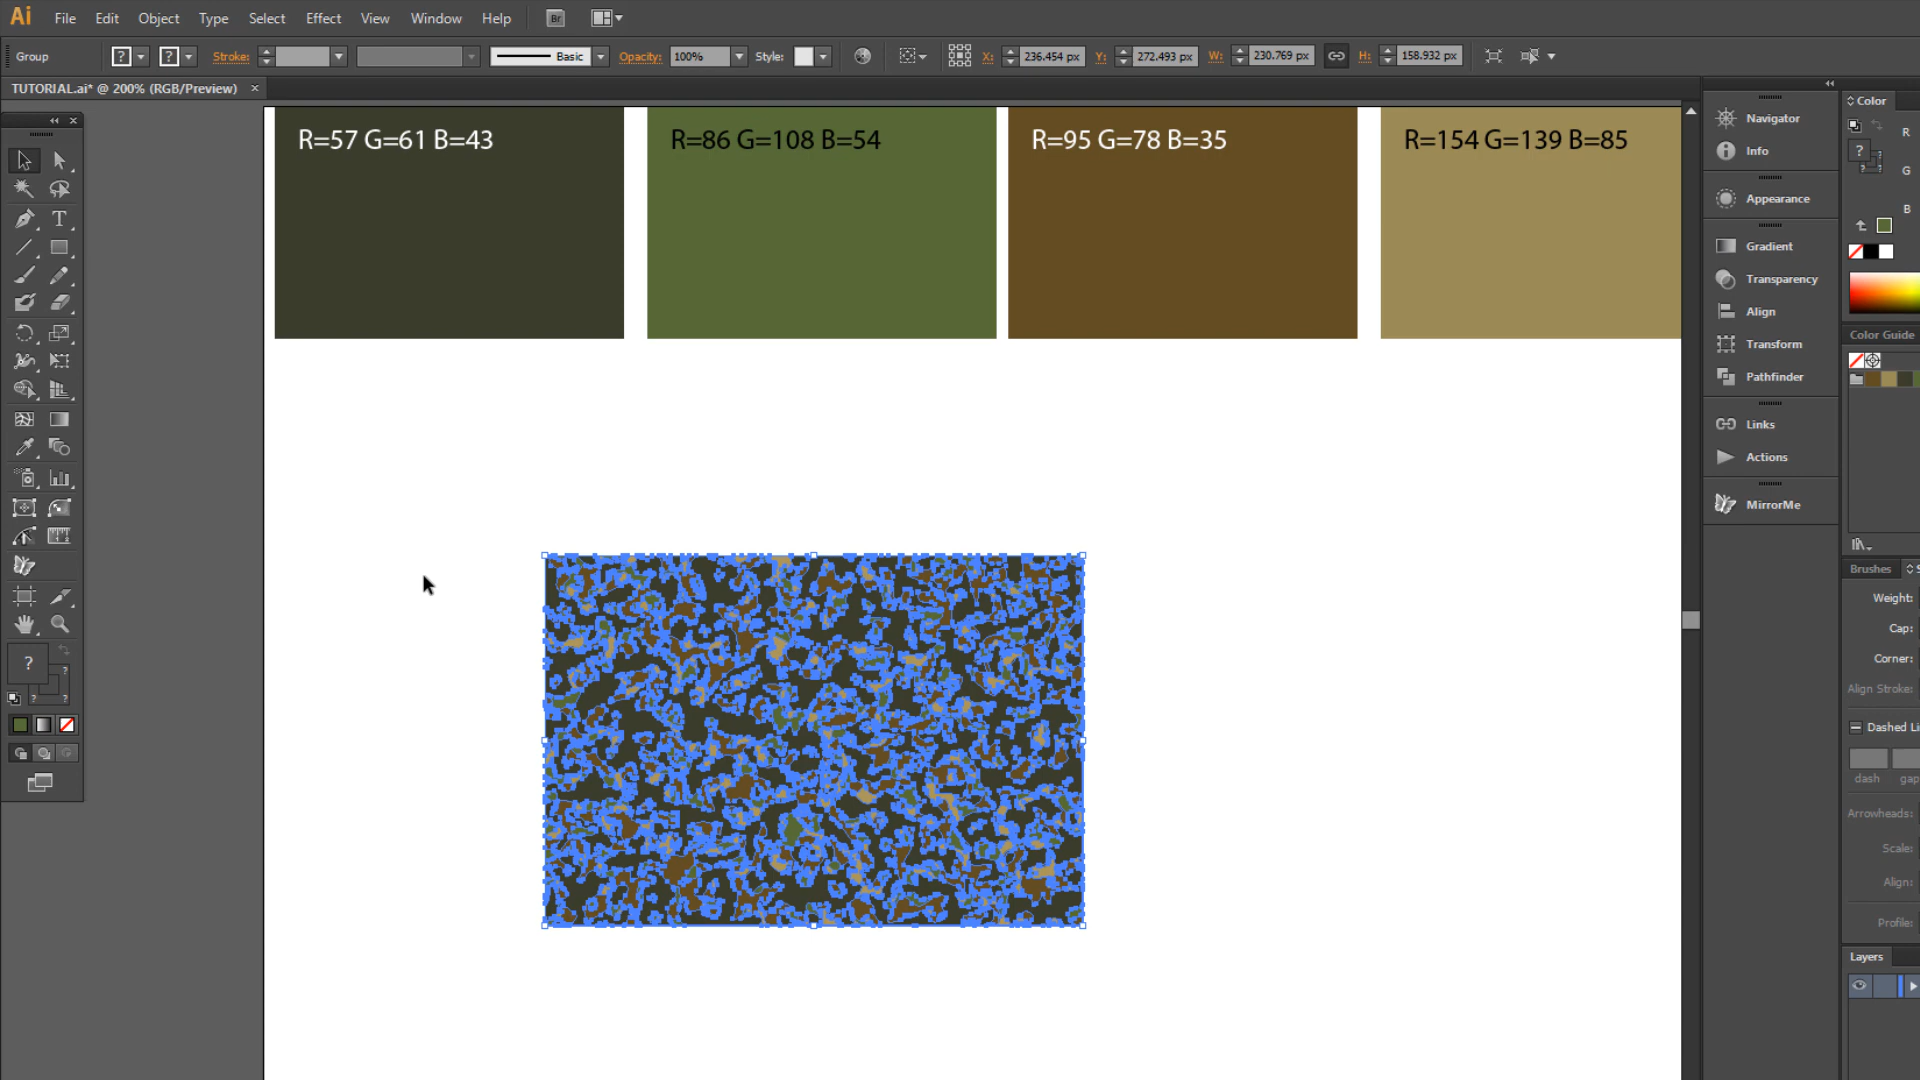 Ai File Edit Object Type Select Effect View Window Help Br
Group ? ? Stroke: Basic Opacity: 100% Style: X: 236.454 px Y: 272.493 px W: 230.769 px H: 158.932 px
TUTORIAL.ai* @ 200% (RGB/Preview) ×
R=57 G=61 B=43
R=86 G=108 B=54
R=95 G=78 B=35
R=154 G=139 B=85
T
?
?
?
?
Navigator
Info
Appearance
Gradient
Transparency
Align
Transform
Pathfinder
Links
Actions
MirrorMe
Color
R
?
G
?
?
B
Color Guide
Brushes
Weight:
Cap:
Corner:
Align Stroke:
Dashed Li
dash gap
Arrowheads:
Scale:
Align:
Profile:
Layers